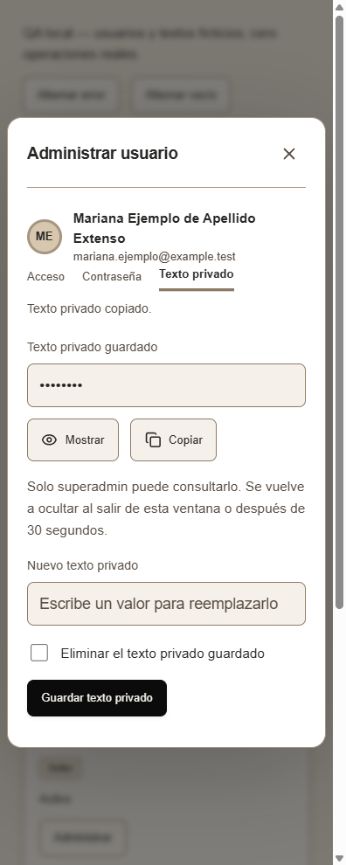 QA local — usuarios y textos ficticios, cero
operaciones reales.
Alternar error
Alternar vacío
Administrar usuario
ME
Mariana Ejemplo de Apellido
Extenso
mariana.ejemplo@example.test
Acceso
Contraseña
Texto privado
Texto privado copiado.
Texto privado guardado
••••••••
Mostrar
Copiar
Solo superadmin puede consultarlo. Se vuelve
a ocultar al salir de esta ventana o después de
30 segundos.
Nuevo texto privado
Escribe un valor para reemplazarlo
Eliminar el texto privado guardado
Guardar texto privado
Activo
Administrar